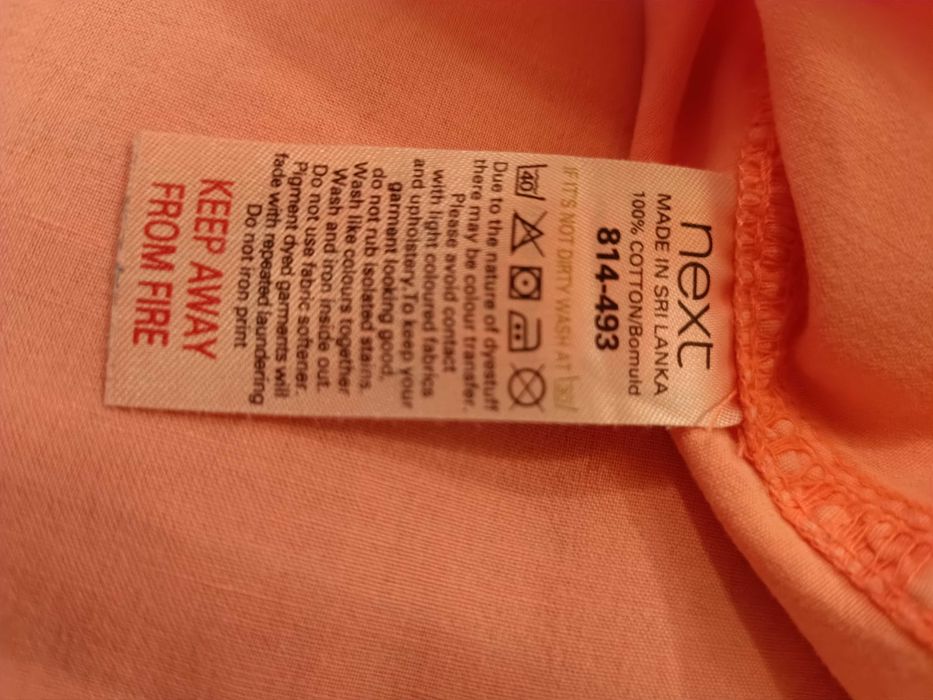 next
MADE IN SRI LANKA
100% COTTON/Bomuld
814-493
IF IT'S NOT DIRTY WASH AT 30
40
Due to the nature of dyestuff
there may be colour transfer.
Please avoid contact
with light coloured fabrics
and upholstery.To keep your
garment looking good,
do not rub isolated stains.
Wash like colours together
Wash and iron inside out.
Do not use fabric softener.
Pigment dyed garments will
fade with repeated laundering
Do not iron print
KEEP AWAY
FROM FIRE